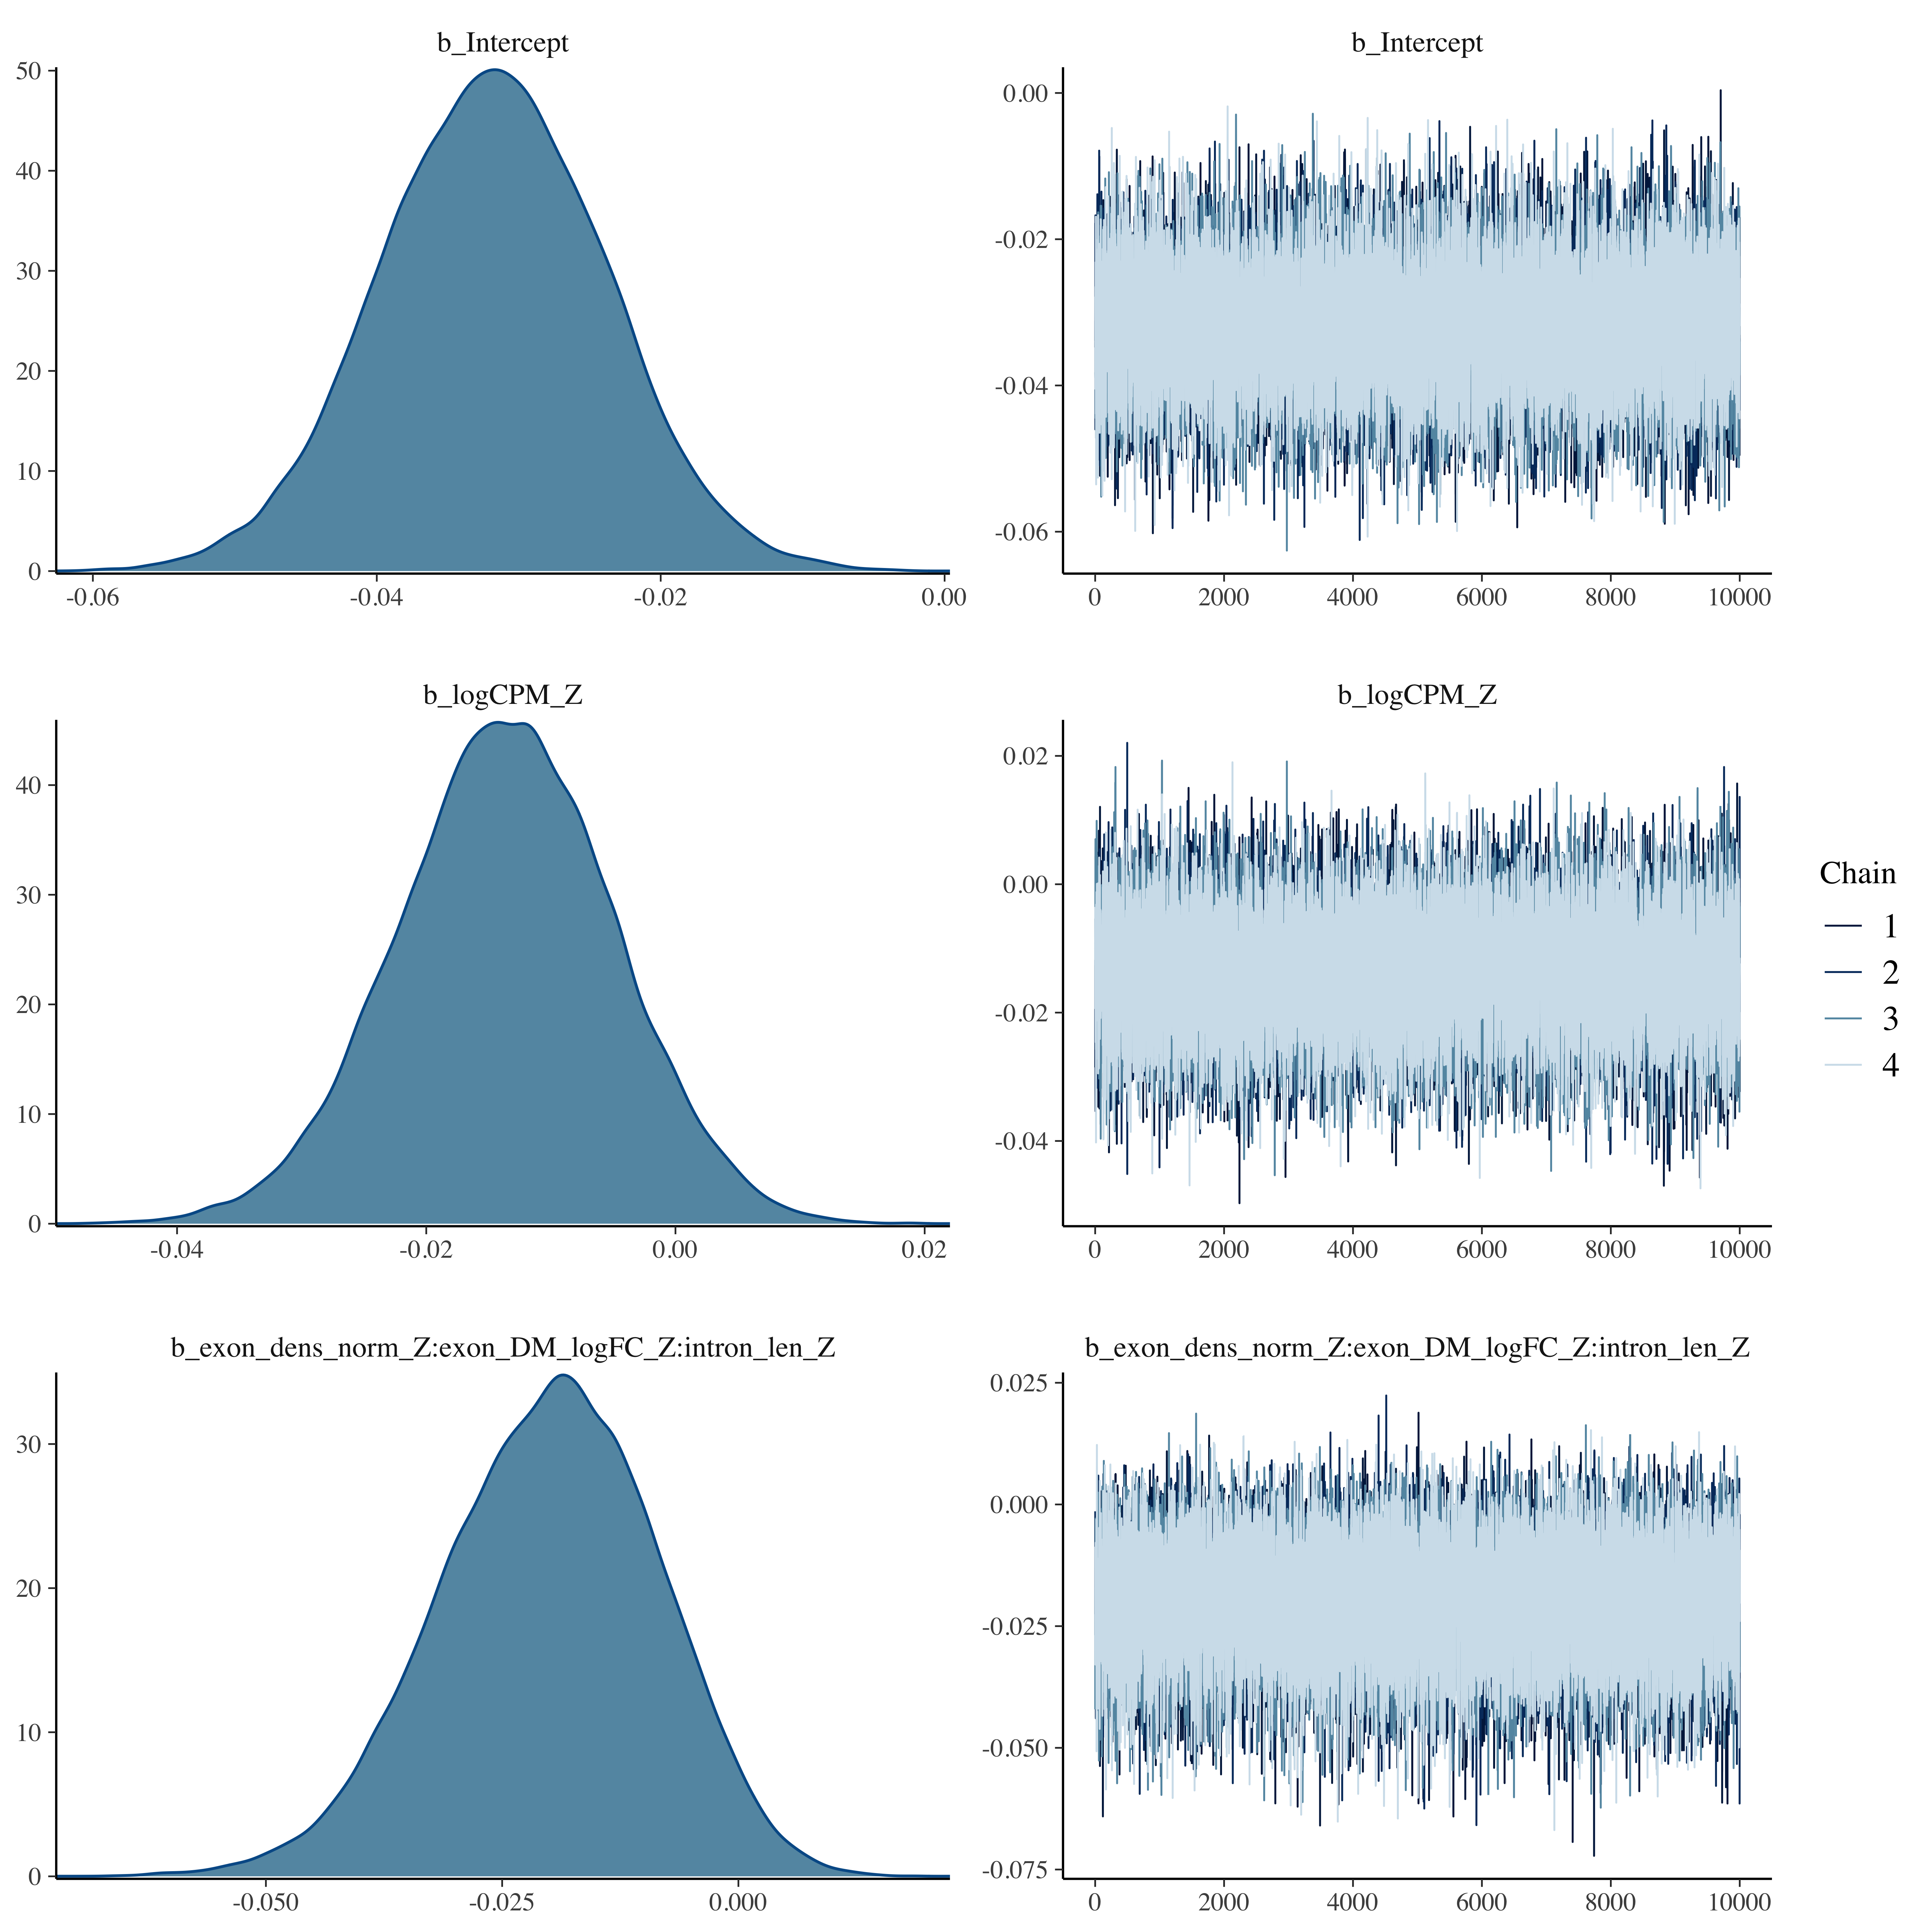 b_Intercept
50
40
30
20
10
0
-0.06 -0.04 -0.02 0.00
b_Intercept
0.00
-0.02
-0.04
-0.06
0 2000 4000 6000 8000 10000
b_logCPM_Z
40
30
20
10
0
-0.04 -0.02 0.00 0.02
b_logCPM_Z
0.02
0.00
-0.02
-0.04
0 2000 4000 6000 8000 10000
Chain
1
2
3
4
b_exon_dens_norm_Z:exon_DM_logFC_Z:intron_len_Z
30
20
10
0
-0.050 -0.025 0.000
b_exon_dens_norm_Z:exon_DM_logFC_Z:intron_len_Z
0.025
0.000
-0.025
-0.050
-0.075
0 2000 4000 6000 8000 10000